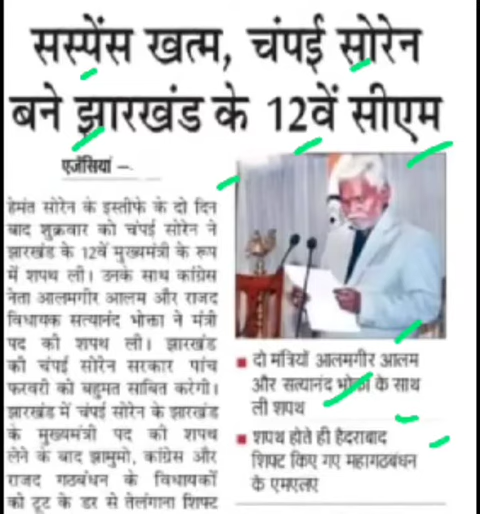 सस्पेंस खत्म, चंपई सोरेन
बने झारखंड के 12वें सीएम
एजेंसियां –
हेमंत सोरेन के इस्तीफे के दो दिन
बाद शुक्रवार को चंपई सोरेन ने
झारखंड के 12वें मुख्यमंत्री के रूप
में शपथ ली। उनके साथ कांग्रेस
नेता आलमगीर आलम और राजद
विधायक सत्यानंद भोक्ता ने मंत्री
पद की शपथ ली। झारखंड
की चंपई सोरेन सरकार पांच
फरवरी को बहुमत साबित करेगी।
झारखंड में चंपई सोरेन के झारखंड
के मुख्यमंत्री पद की शपथ
लेने के बाद झामुमो, कांग्रेस और
राजद गठबंधन के विधायकों
को टूट के डर से तेलंगाना शिफ्ट
दो मंत्रियों आलमगीर आलम
और सत्यानंद भोक्ता के साथ
ली शपथ
शपथ होते ही हैदराबाद
शिफ्ट किए गए महागठबंधन
के एमएलए